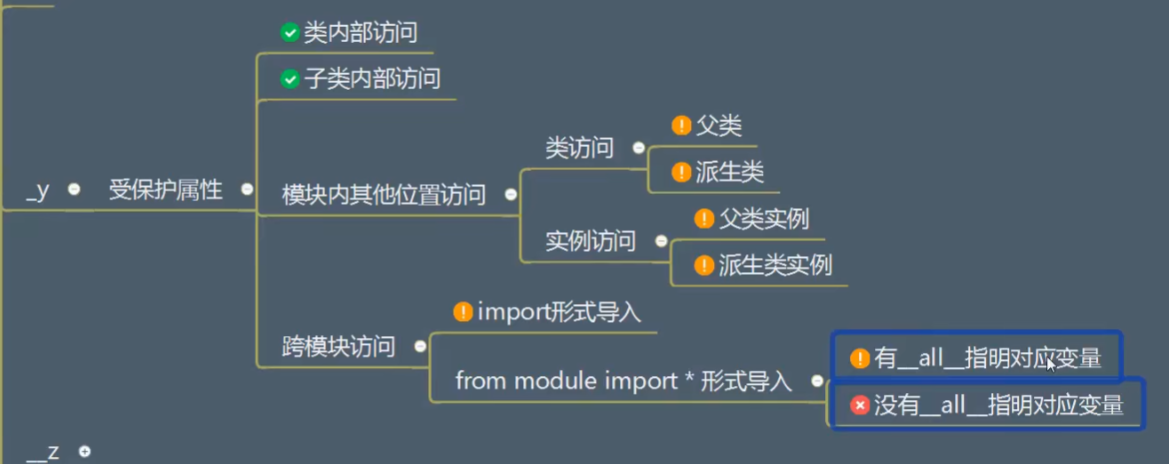 类内部访问
子类内部访问
父类
类访问
派生类
_y 受保护属性
模块内其他位置访问
父类实例
实例访问
派生类实例
import形式导入
跨模块访问
有__all__指明对应变量
from module import * 形式导入
没有__all__指明对应变量
__z